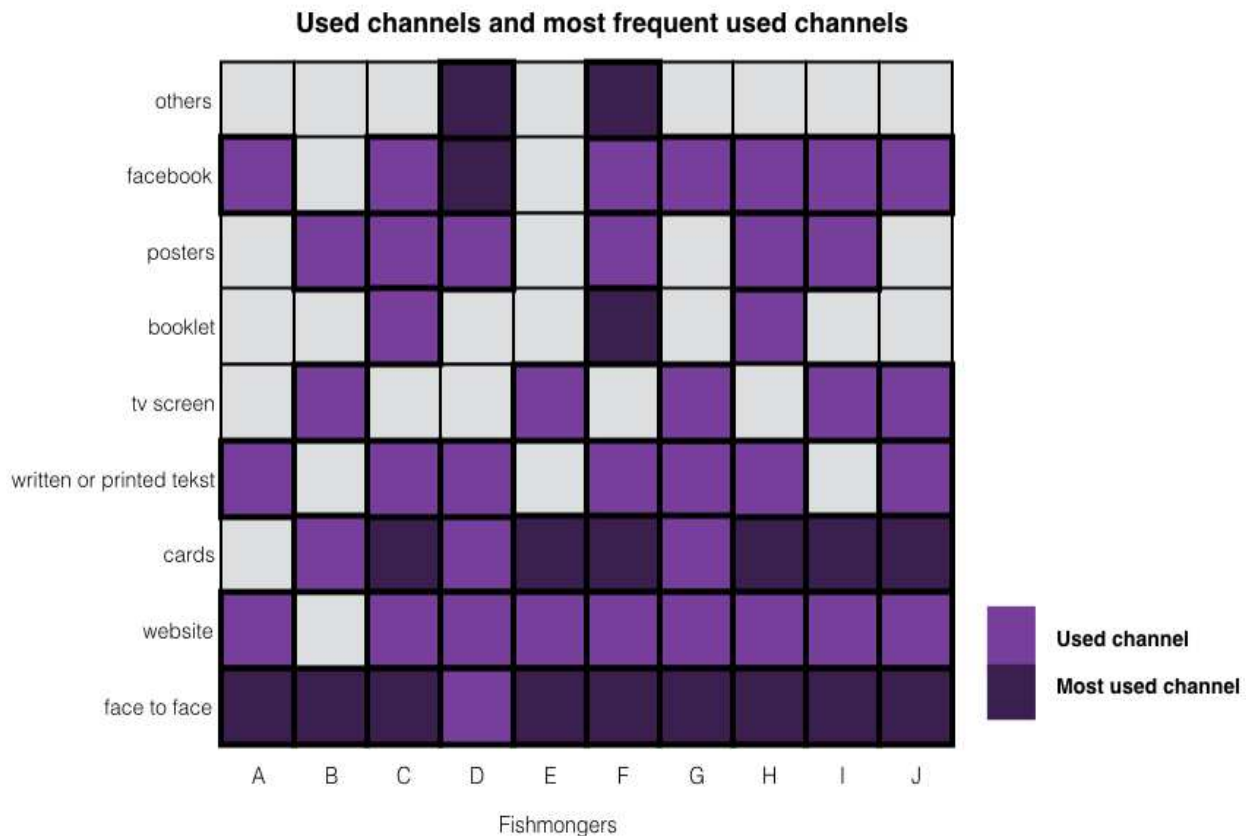 Used channels and most frequent used channels
others
facebook
posters
booklet
tv screen
written or printed tekst
cards
website
face to face
Used channel
Most used channel
A B C D E F G H I J
Fishmongers